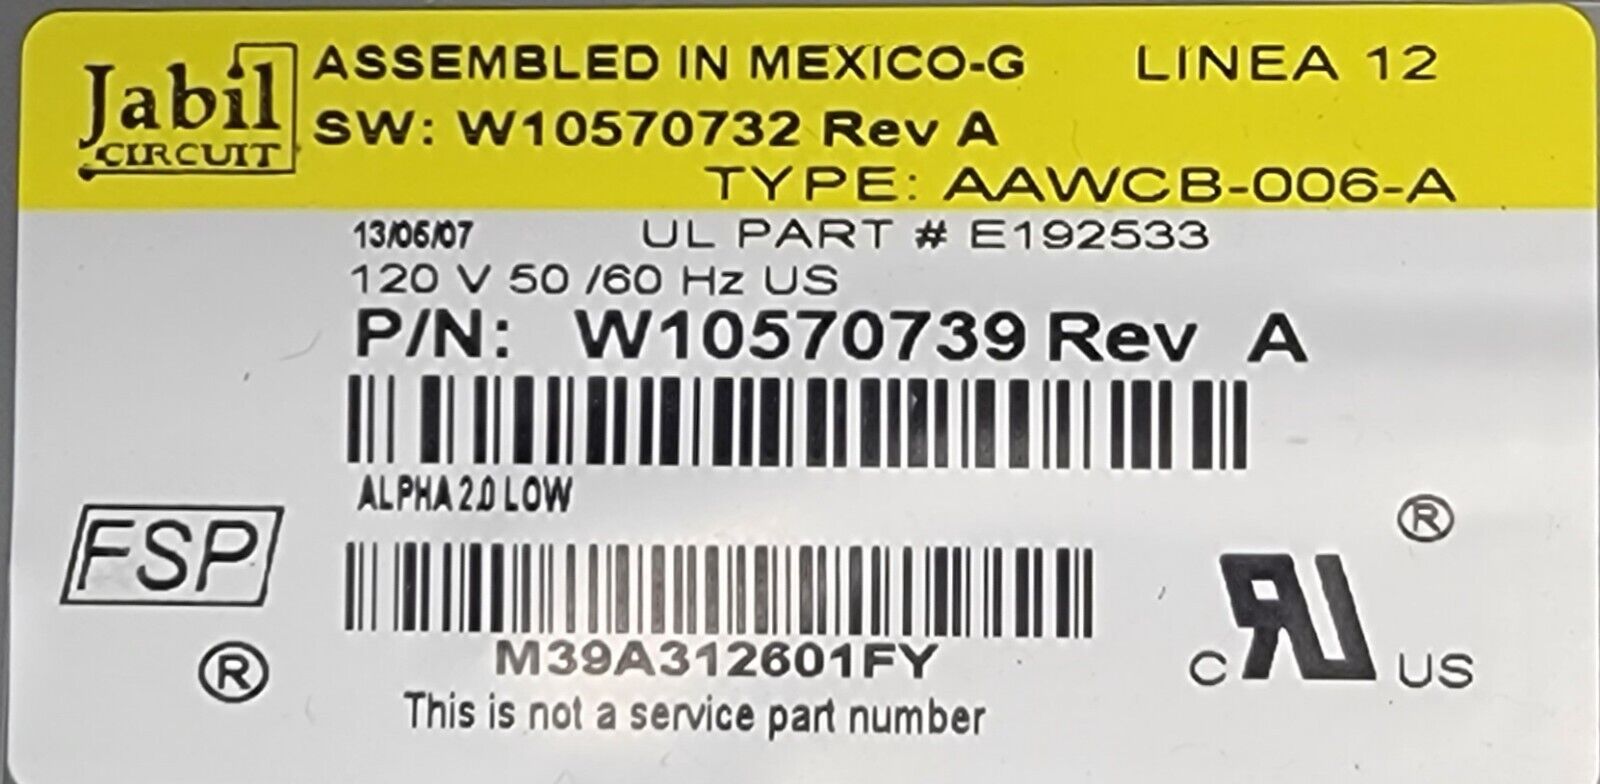 Jabil
CIRCUIT
ASSEMBLED IN MEXICO-G LINEA 12
SW: W10570732 Rev A
TYPE: AAWCB-006-A
13/06/07 UL PART # E192533
120 V 50 /60 Hz US
P/N: W10570739 Rev A
ALPHA 2.0 LOW
FSP
®
M39A312601FY
This is not a service part number
®
C RU US